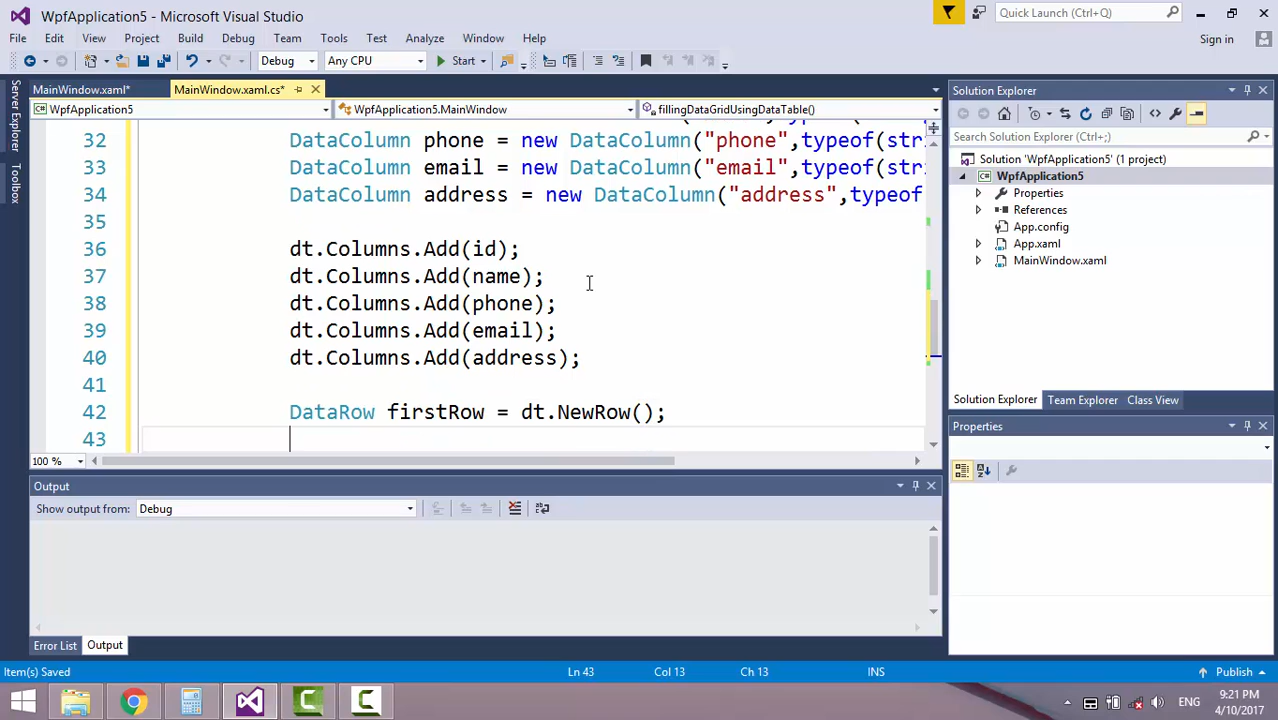 WpfApplication5 - Microsoft Visual Studio
Quick Launch (Ctrl+Q)
File Edit View Project Build Debug Team Tools Test Analyze Window Help
Sign in
Debug Any CPU Start
MainWindow.xaml* MainWindow.xaml.cs*
WpfApplication5 WpfApplication5.MainWindow fillingDataGridUsingDataTable()
Server Explorer
Toolbox
32 DataColumn phone = new DataColumn("phone",typeof(stri
33 DataColumn email = new DataColumn("email",typeof(stri
34 DataColumn address = new DataColumn("address",typeof
35
36 dt.Columns.Add(id);
37 dt.Columns.Add(name);
38 dt.Columns.Add(phone);
39 dt.Columns.Add(email);
40 dt.Columns.Add(address);
41
42 DataRow firstRow = dt.NewRow();
43
100 %
Solution Explorer
Search Solution Explorer (Ctrl+;)
Solution 'WpfApplication5' (1 project)
WpfApplication5
Properties
References
App.config
App.xaml
MainWindow.xaml
Solution Explorer Team Explorer Class View
Properties
Output
Show output from: Debug
Error List Output
Item(s) Saved Ln 43 Col 13 Ch 13 INS Publish
ENG
9:21 PM
4/10/2017